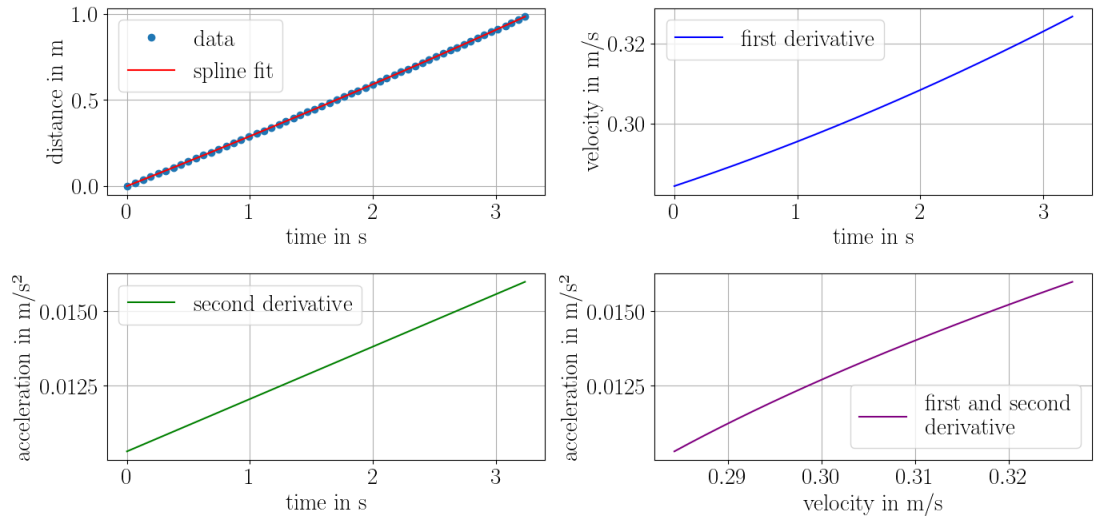 1.0
0.5
0.0
distance in m
data
spline fit
0
1
2
3
time in s
0.32
0.30
velocity in m/s
first derivative
0
1
2
3
time in s
0.0150
0.0125
acceleration in m/s²
second derivative
0
1
2
3
time in s
0.0150
0.0125
acceleration in m/s²
first and second
derivative
0.29
0.30
0.31
0.32
velocity in m/s